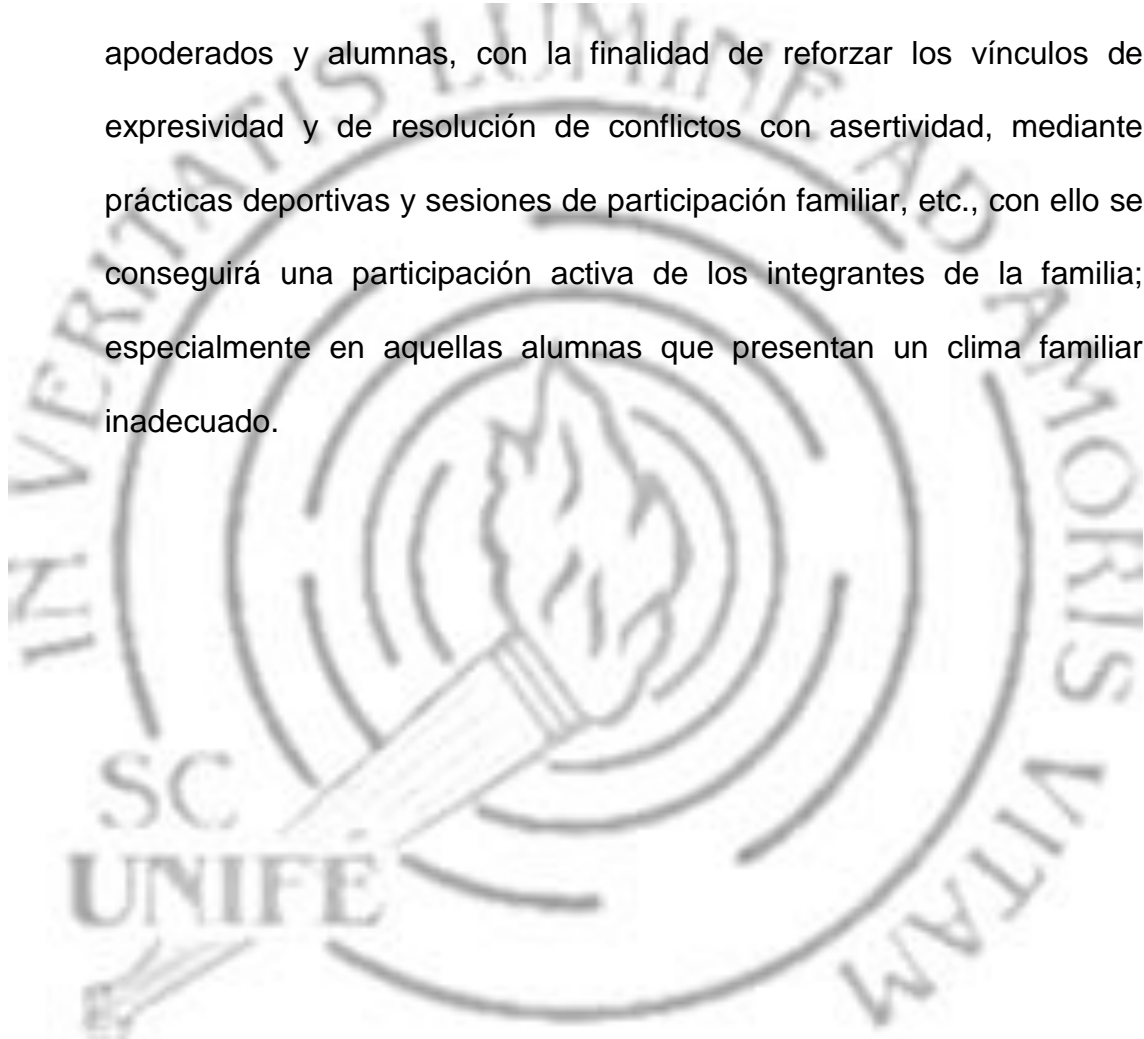 apoderados y alumnas, con la finalidad de reforzar los vínculos de
expresividad y de resolución de conflictos con asertividad, mediante
prácticas deportivas y sesiones de participación familiar, etc., con ello se
conseguirá una participación activa de los integrantes de la familia;
especialmente en aquellas alumnas que presentan un clima familiar
inadecuado.
IN VERITATIS LUMINE AD AMORIS VITAM
SC
UNIFE